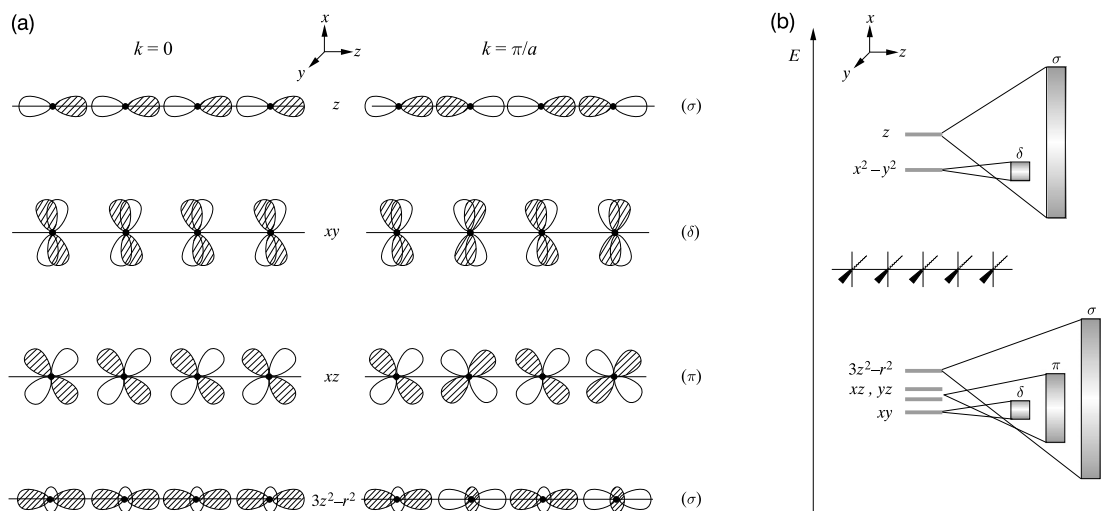 (a)
k = 0
x
y
z
k = π/a
z
(σ)
xy
(δ)
xz
(π)
3z²–r²
(σ)
(b)
E
x
y
z
σ
z
δ
x² – y²
σ
3z²–r²
π
xz , yz
δ
xy